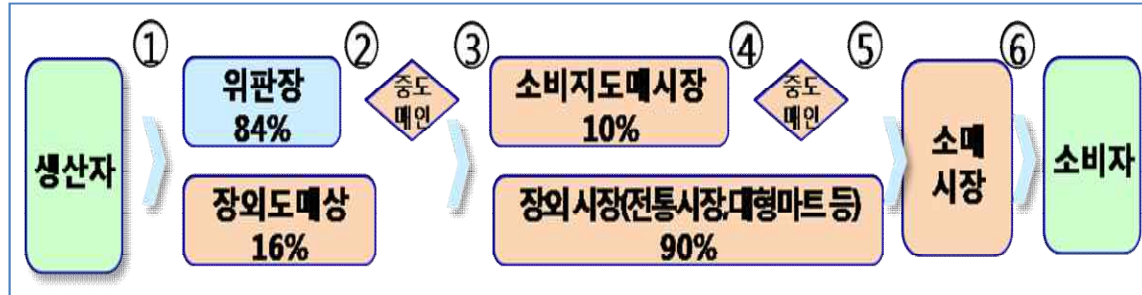 ① ② ③ ④ ⑤ ⑥
생산자
위판장
84%
장외도매상
16%
중도
매인
소비지도매시장
10%
장외 시장(전통시장,대형마트 등)
90%
중도
매인
소매
시장
소비자